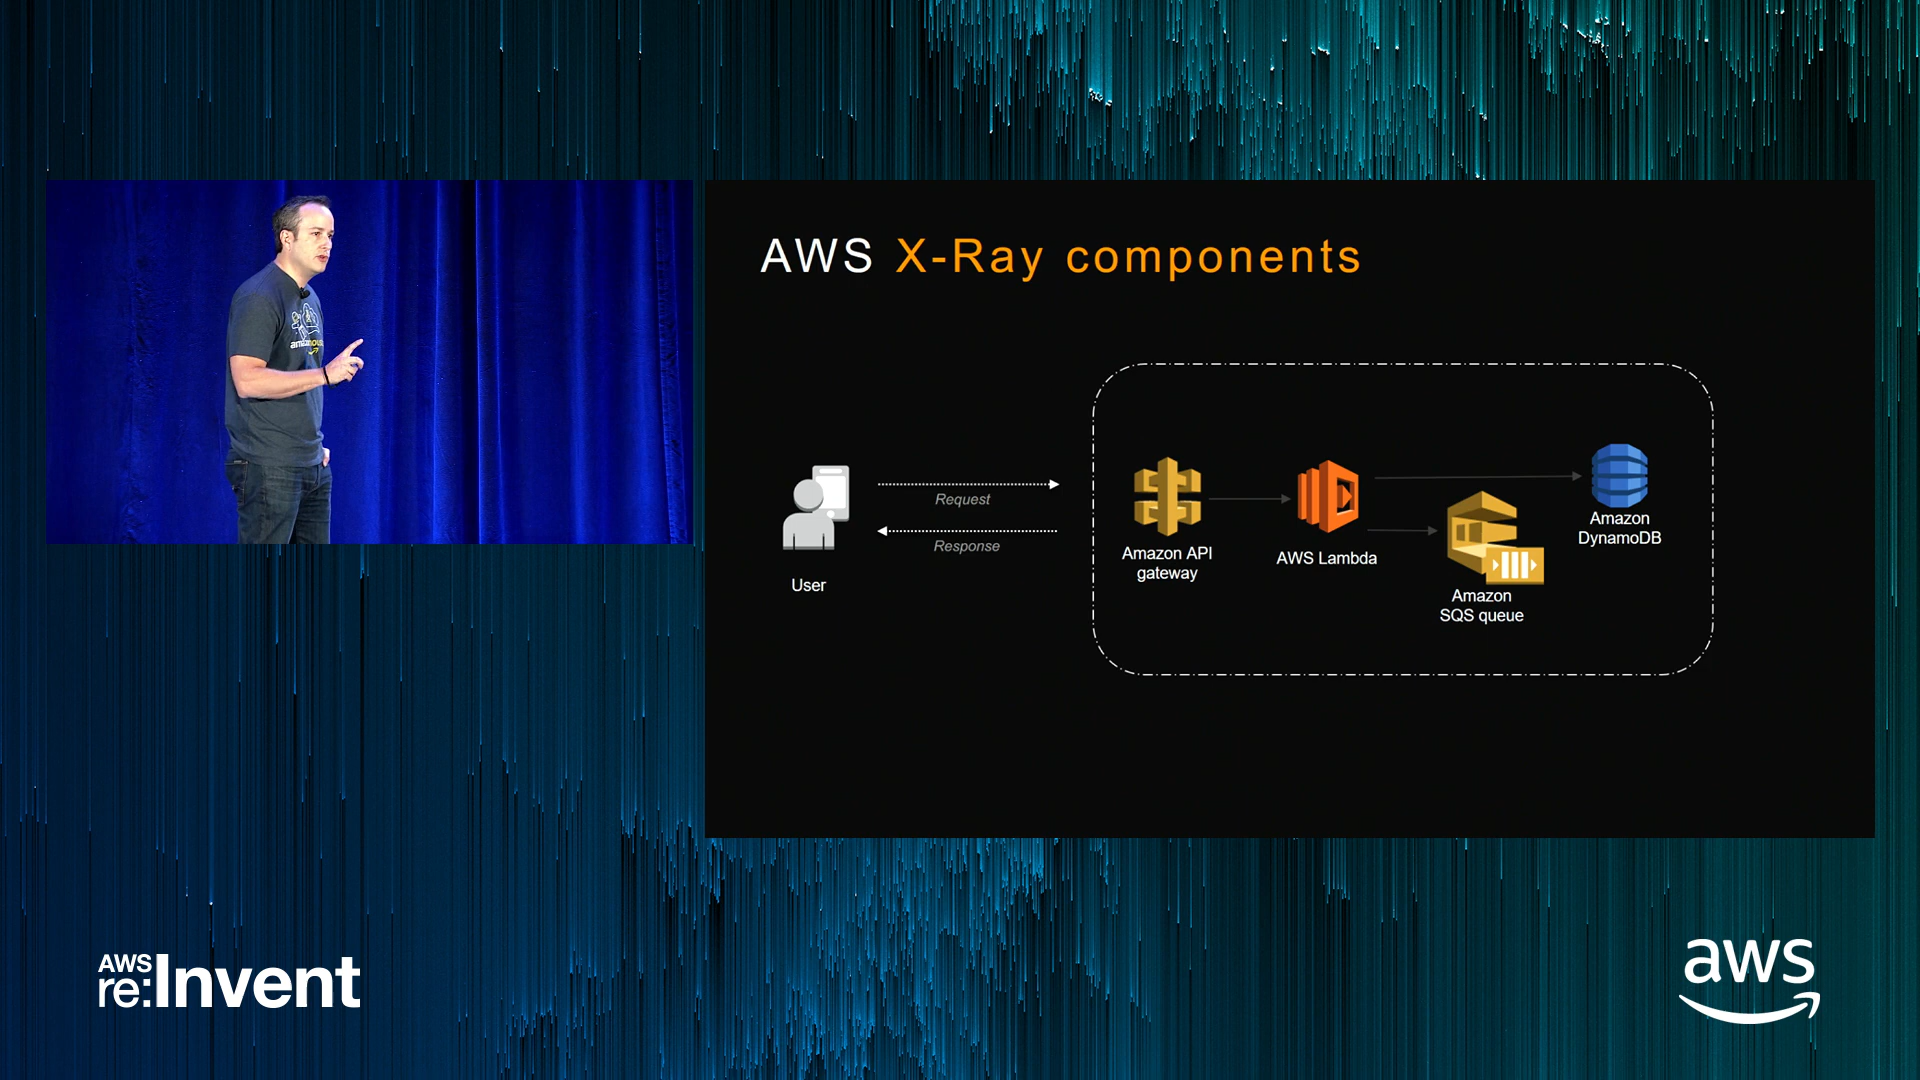 AWS X-Ray components
Request
Response
User
Amazon API
gateway
AWS Lambda
Amazon
SQS queue
Amazon
DynamoDB
AWS
re:Invent
aws